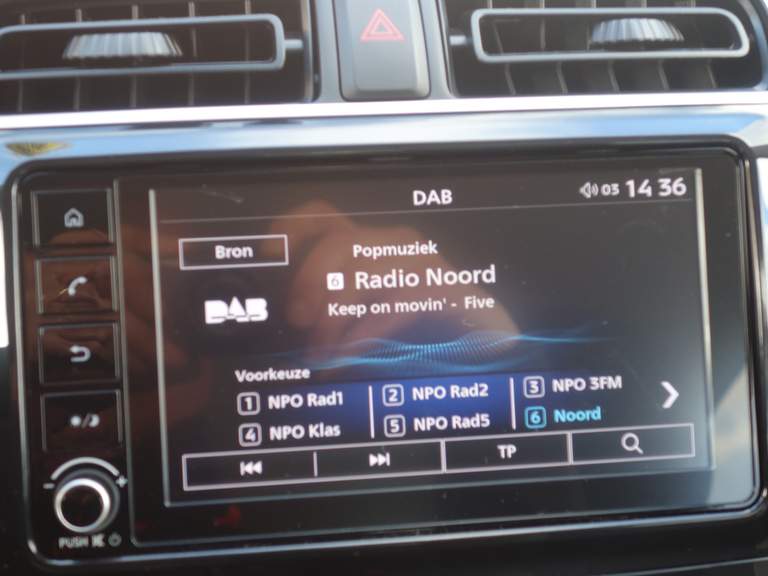 DAB
03 14 36
Bron
Popmuziek
6 Radio Noord
DAB
Keep on movin' - Five
Voorkeuze
1 NPO Rad1 2 NPO Rad2 3 NPO 3FM
4 NPO Klas 5 NPO Rad5 6 Noord
TP
- +
PUSH